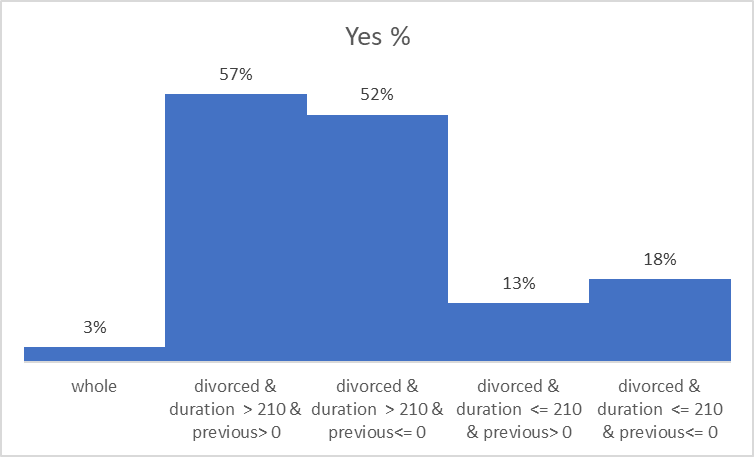 Yes %
57%
52%
18%
13%
3%
whole
divorced &
duration  > 210 &
previous> 0
divorced &
duration  > 210 &
previous<= 0
divorced &
duration  <= 210
& previous> 0
divorced &
duration  <= 210
& previous<= 0